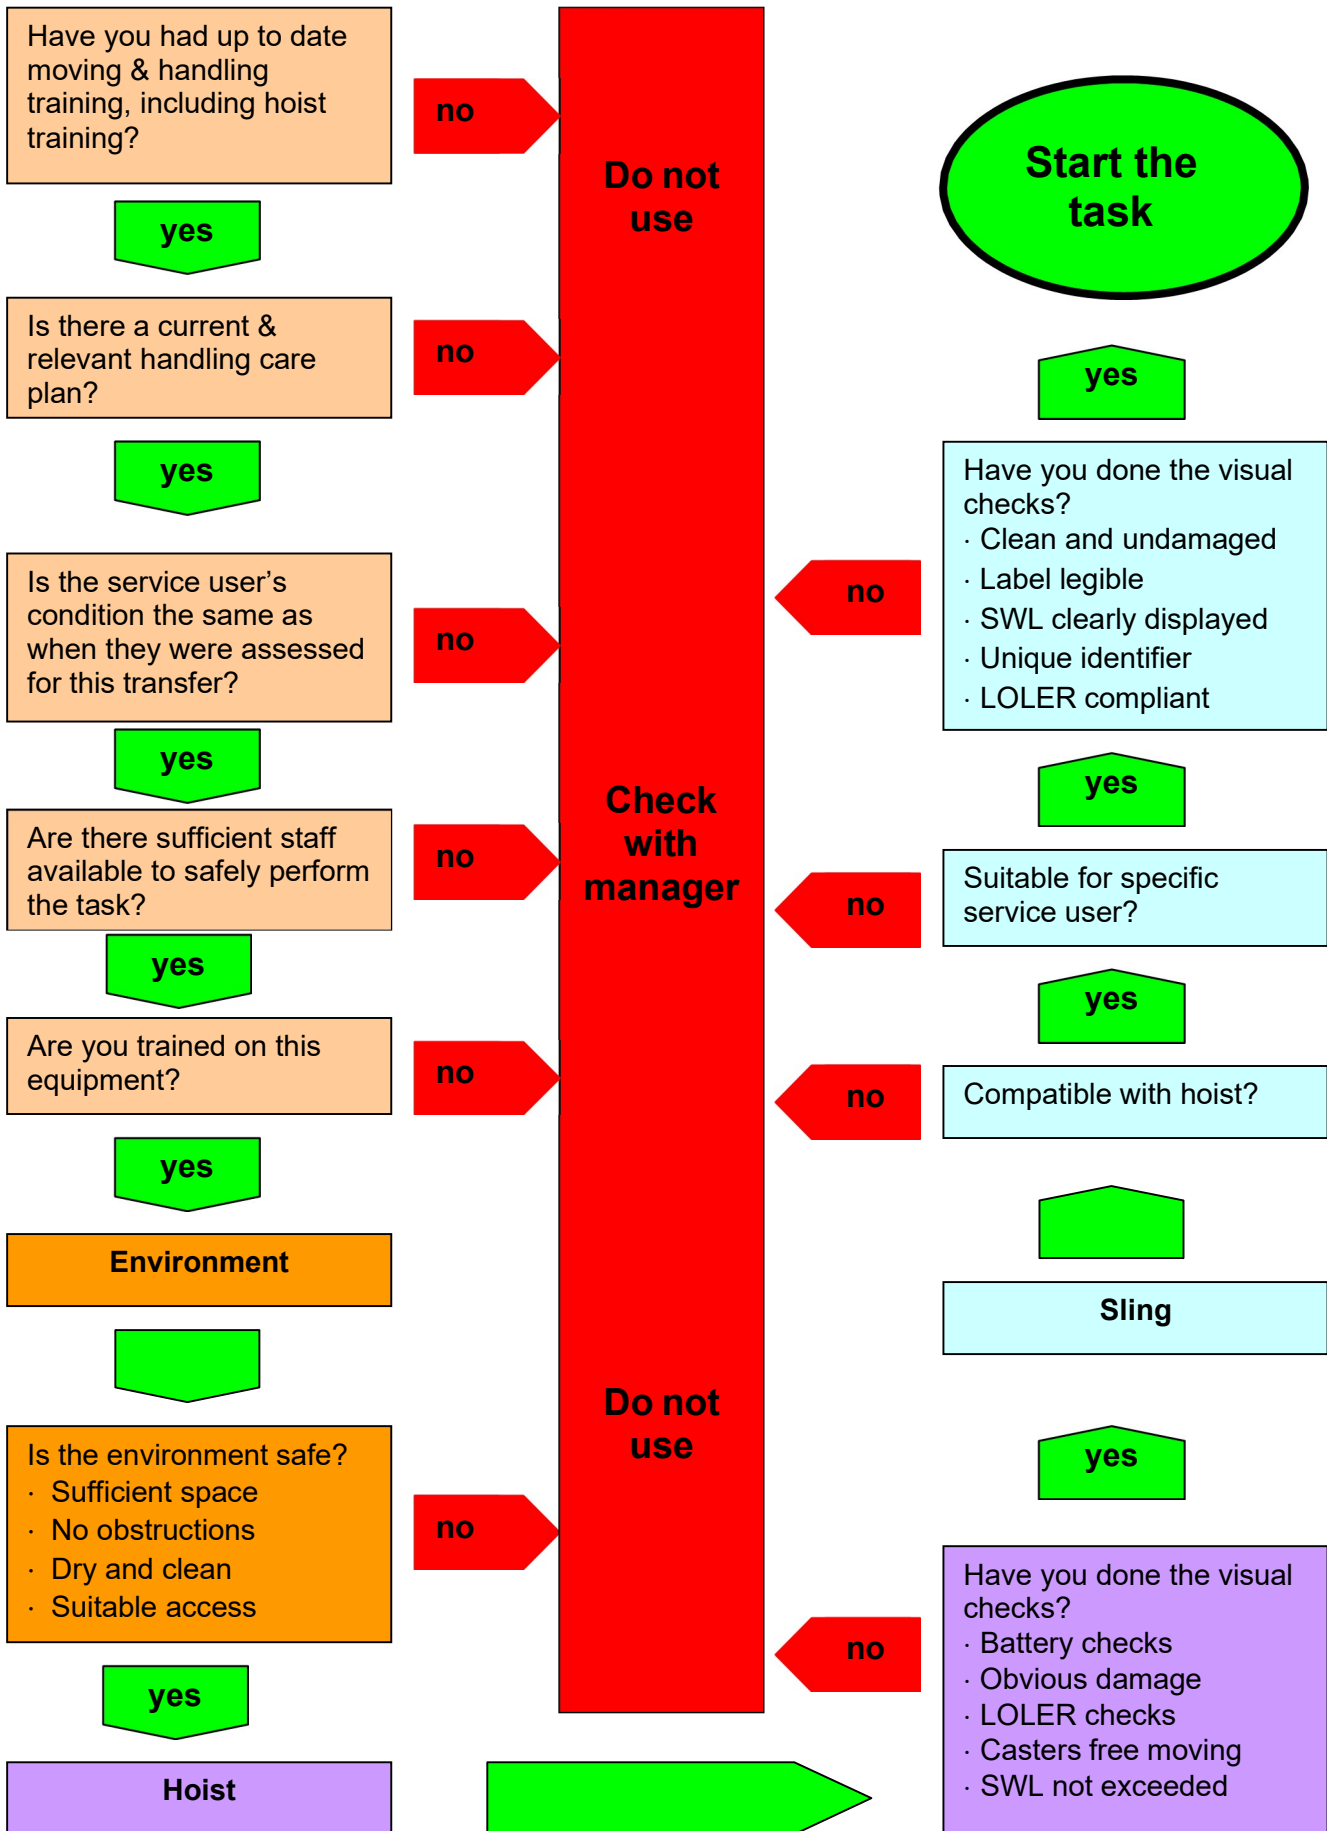 Have you had up to date
moving & handling
training, including hoist
training?
no
yes
Is there a current &
relevant handling care
plan?
no
yes
Is the service user’s
condition the same as
when they were assessed
for this transfer?
no
yes
Are there sufficient staff
available to safely perform
the task?
no
yes
Are you trained on this
equipment?
no
yes
Environment
Is the environment safe?
· Sufficient space
· No obstructions
· Dry and clean
· Suitable access
no
yes
Hoist
Do not
use
Check
with
manager
Do not
use
Start the
task
yes
Have you done the visual
checks?
· Clean and undamaged
· Label legible
· SWL clearly displayed
· Unique identifier
· LOLER compliant
no
yes
Suitable for specific
service user?
no
yes
Compatible with hoist?
no
Sling
yes
Have you done the visual
checks?
· Battery checks
· Obvious damage
· LOLER checks
· Casters free moving
· SWL not exceeded
no